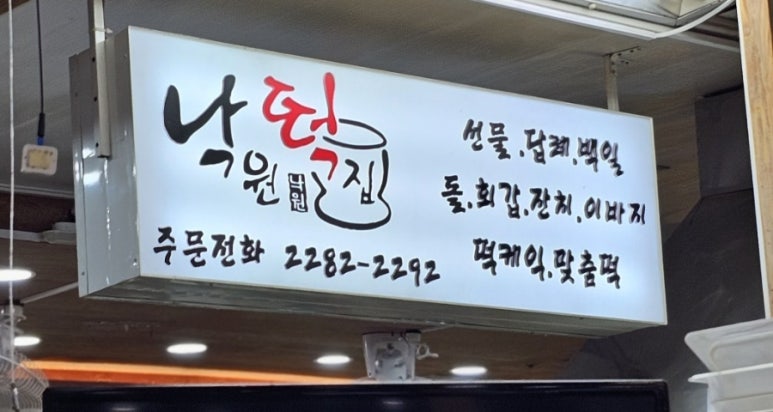 낙원떡집
낙원
주문전화 2282-2292
선물.답례.백일
돌.회갑.잔치.이바지
떡케익.맞춤떡